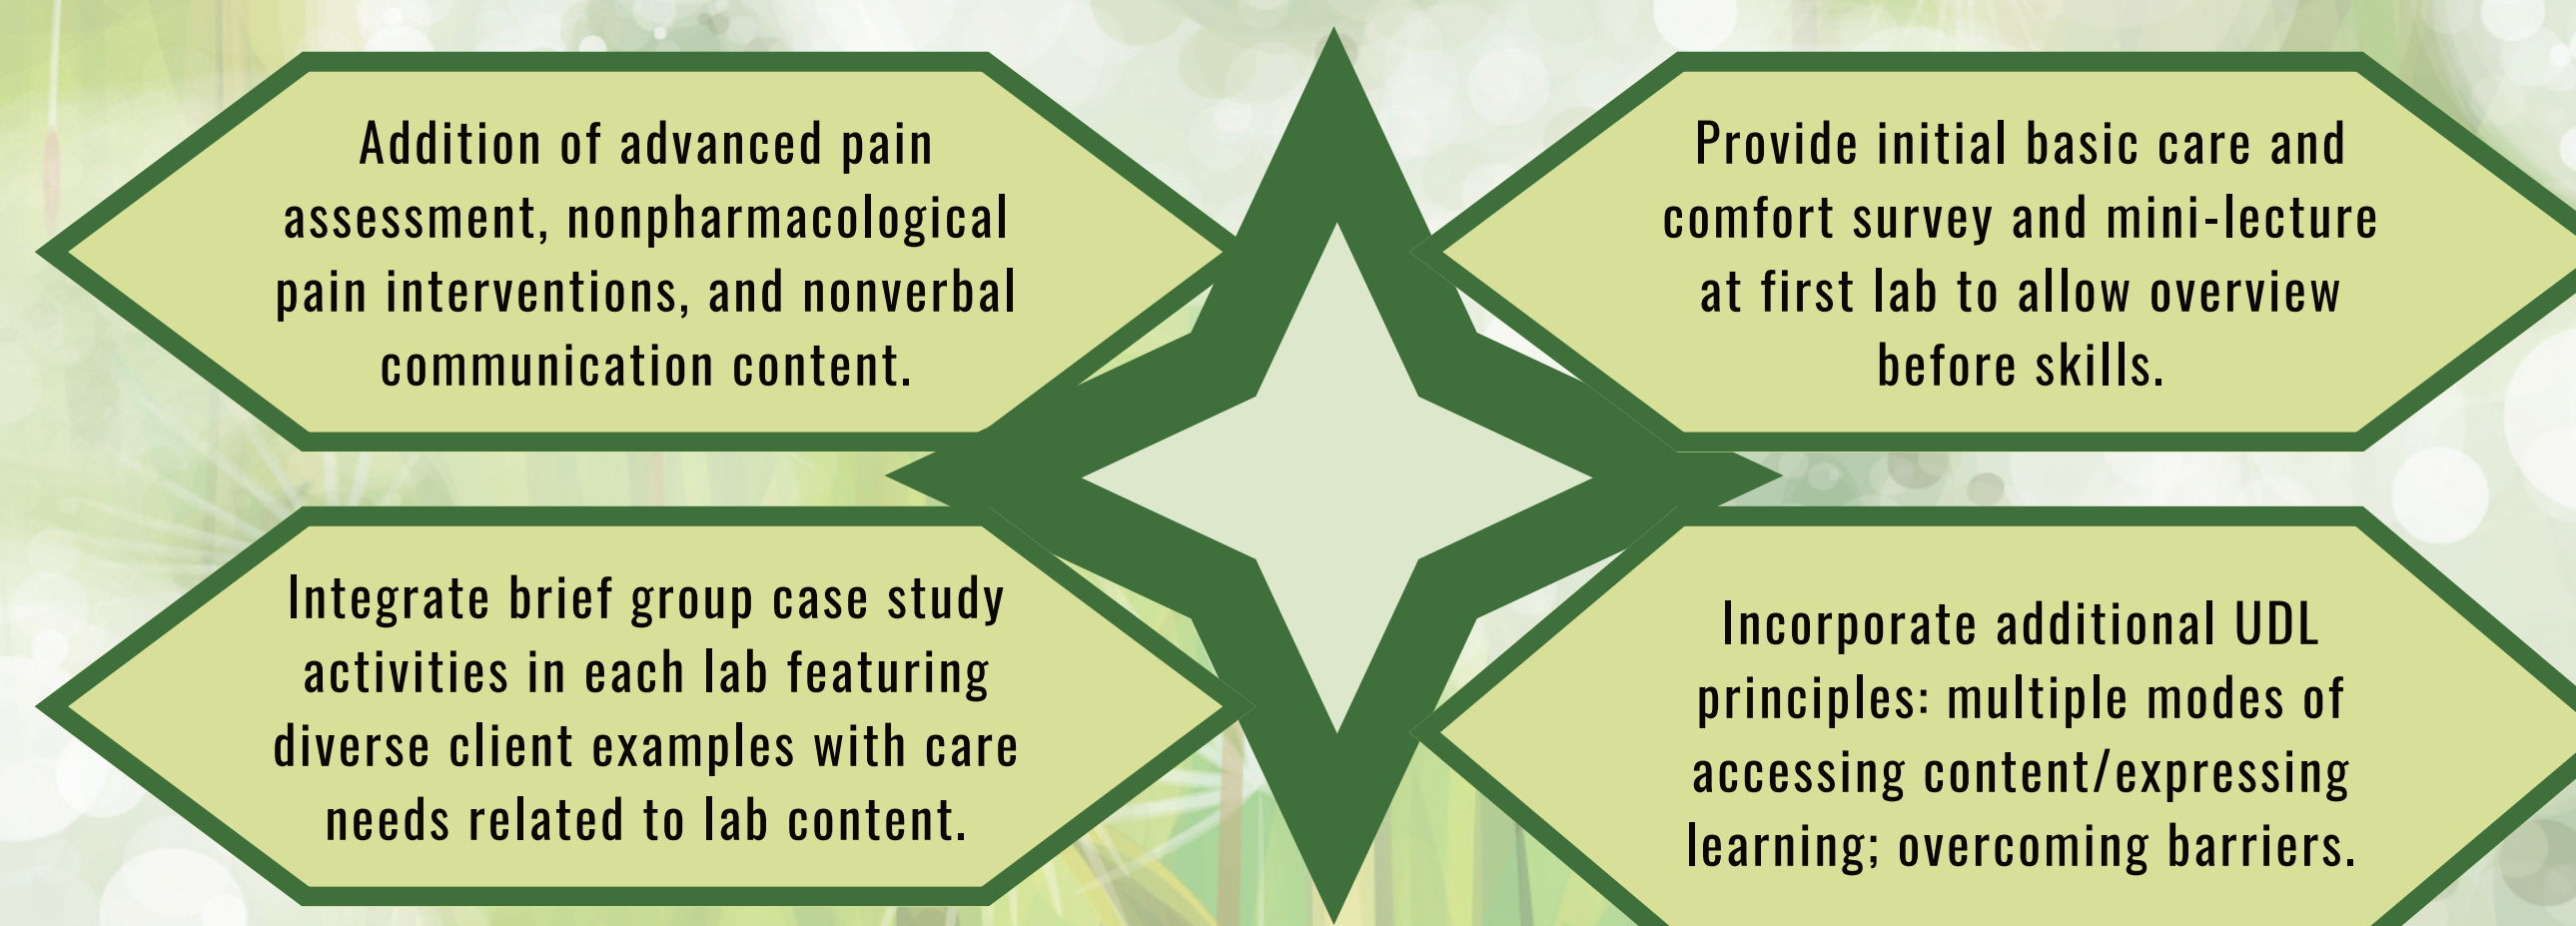 Addition of advanced pain
assessment, nonpharmacological
pain interventions, and nonverbal
communication content.
Provide initial basic care and
comfort survey and mini-lecture
at first lab to allow overview
before skills.
Integrate brief group case study
activities in each lab featuring
diverse client examples with care
needs related to lab content.
Incorporate additional UDL
principles: multiple modes of
accessing content/expressing
learning; overcoming barriers.